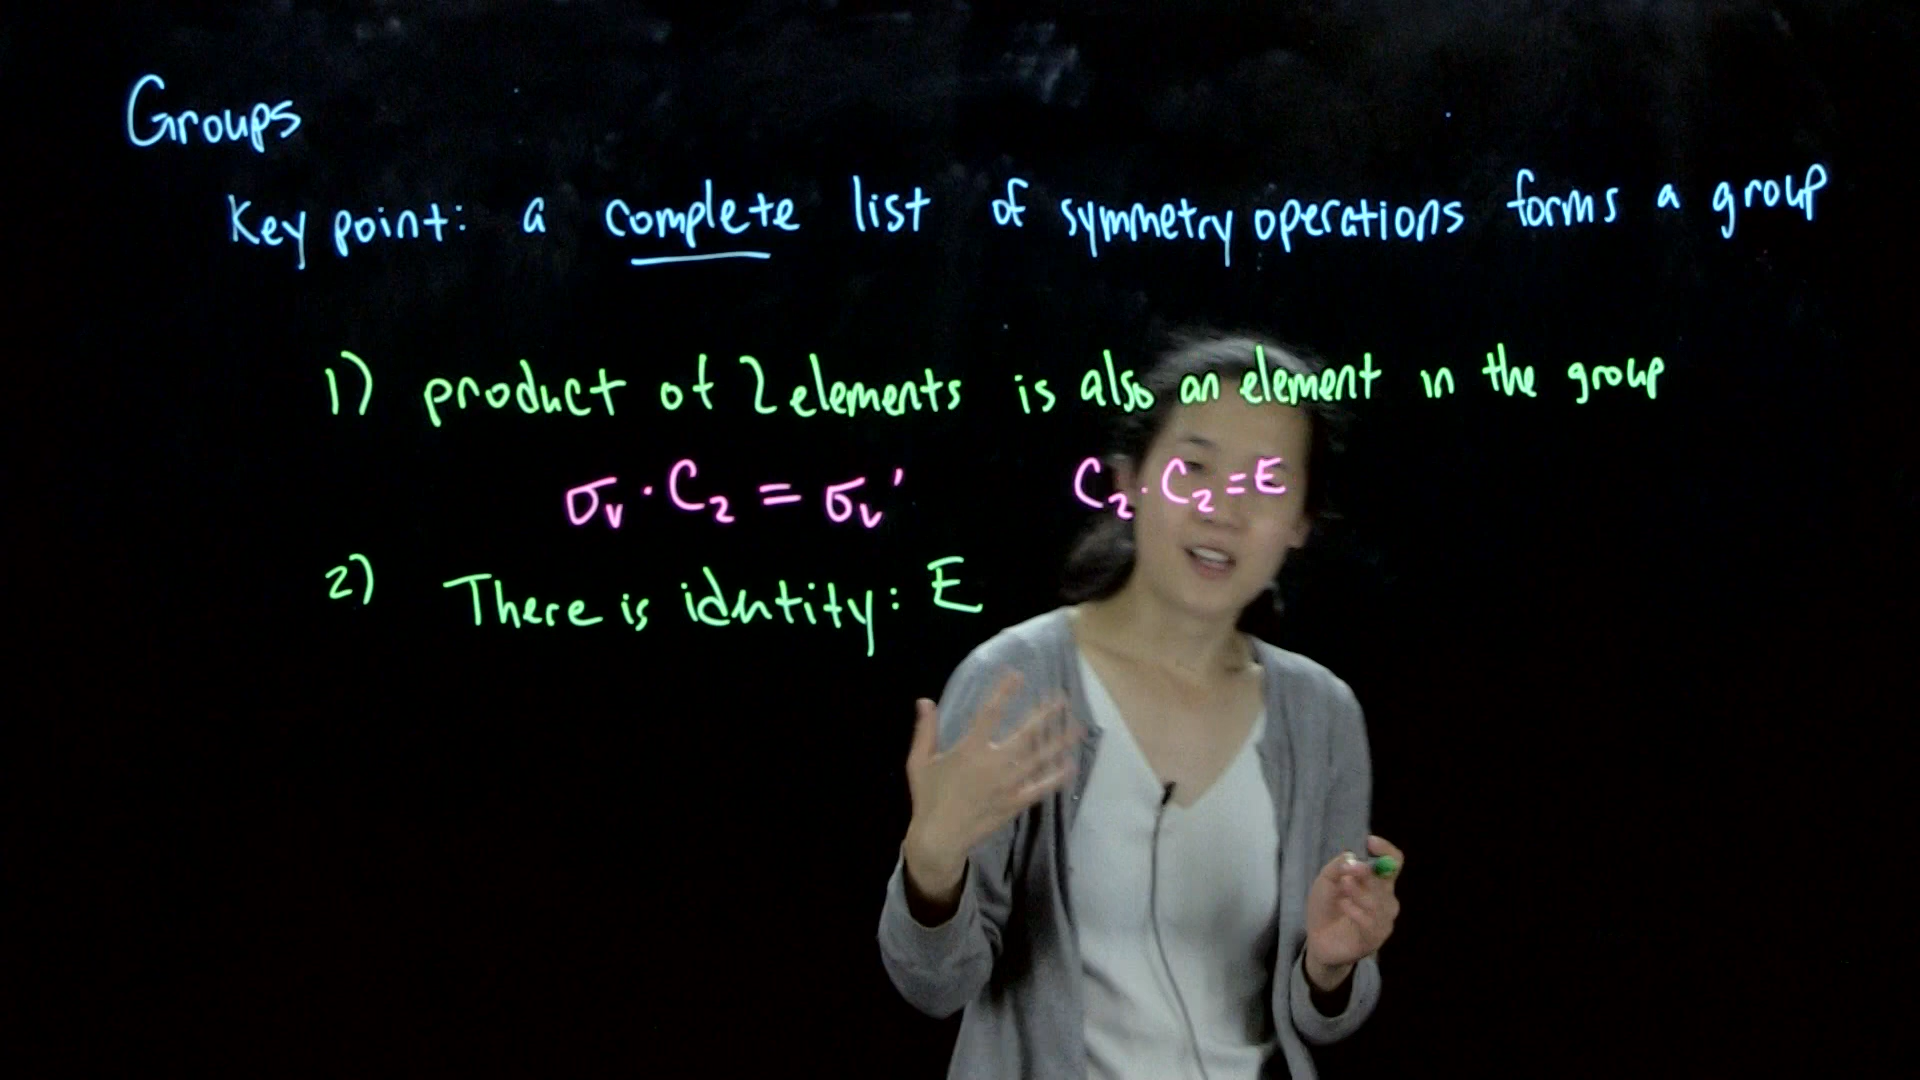 Groups
Key point: a complete list of symmetry operations forms a group
1) product of 2 elements is also an element in the group
σv · C2 = σv' C2 · C2 = E
2) There is identity: E